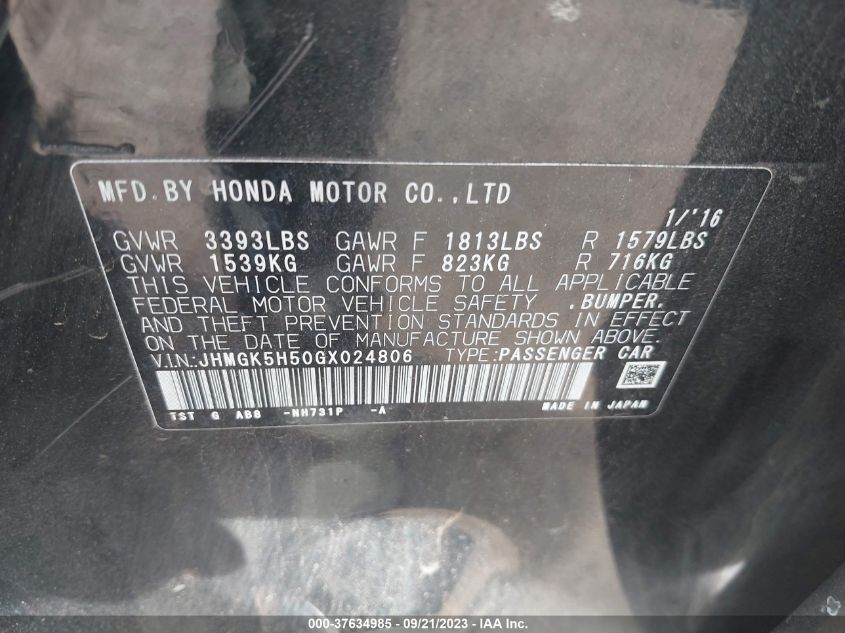 MFD. BY HONDA MOTOR CO.,LTD
1/'16
GVWR 3393LBS GAWR F 1813LBS R 1579LBS
GVWR 1539KG GAWR F 823KG R 716KG
THIS VEHICLE CONFORMS TO ALL APPLICABLE
FEDERAL MOTOR VEHICLE SAFETY .BUMPER.
AND THEFT PREVENTION STANDARDS IN EFFECT
ON THE DATE OF MANUFACTURE SHOWN ABOVE.
V.I.N.:JHMGK5H50GX024806 TYPE:PASSENGER CAR
TST G AB8 -NH731P -A MADE IN JAPAN
000-37634985 - 09/21/2023 - IAA Inc.